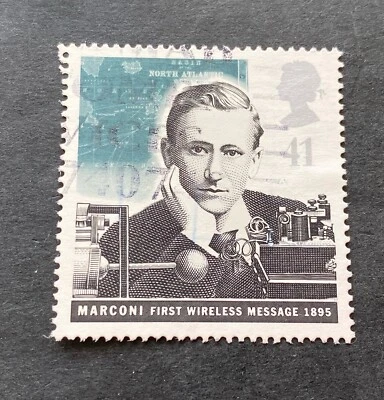 NORTH ATLANTIC
41
MARCONI FIRST WIRELESS MESSAGE 1895